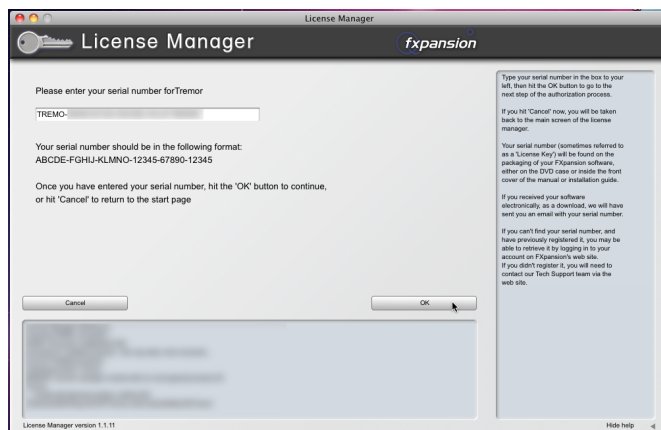 License Manager
License Manager
fxpansion
Please enter your serial number forTremor
TREMO-
Your serial number should be in the following format:
ABCDE-FGHIJ-KLMNO-12345-67890-12345
Once you have entered your serial number, hit the 'OK' button to continue,
or hit 'Cancel' to return to the start page
Cancel
OK
Type your serial number in the box to your
left, then hit the OK button to go to the
next step of the authorization process.
If you hit 'Cancel' now, you will be taken
back to the main screen of the license
manager.
Your serial number (sometimes referred to
as a 'License Key') will be found on the
packaging of your FXpansion software,
either on the DVD case or inside the front
cover of the manual or installation guide.
If you received your software
electronically, as a download, we will have
sent you an email with your serial number.
If you can't find your serial number, and
have previously registered it, you may be
able to retrieve it by logging in to your
account on FXpansion's web site.
If you didn't register it, you will need to
contact our Tech Support team via the
web site.
License Manager version 1.1.11
Hide help